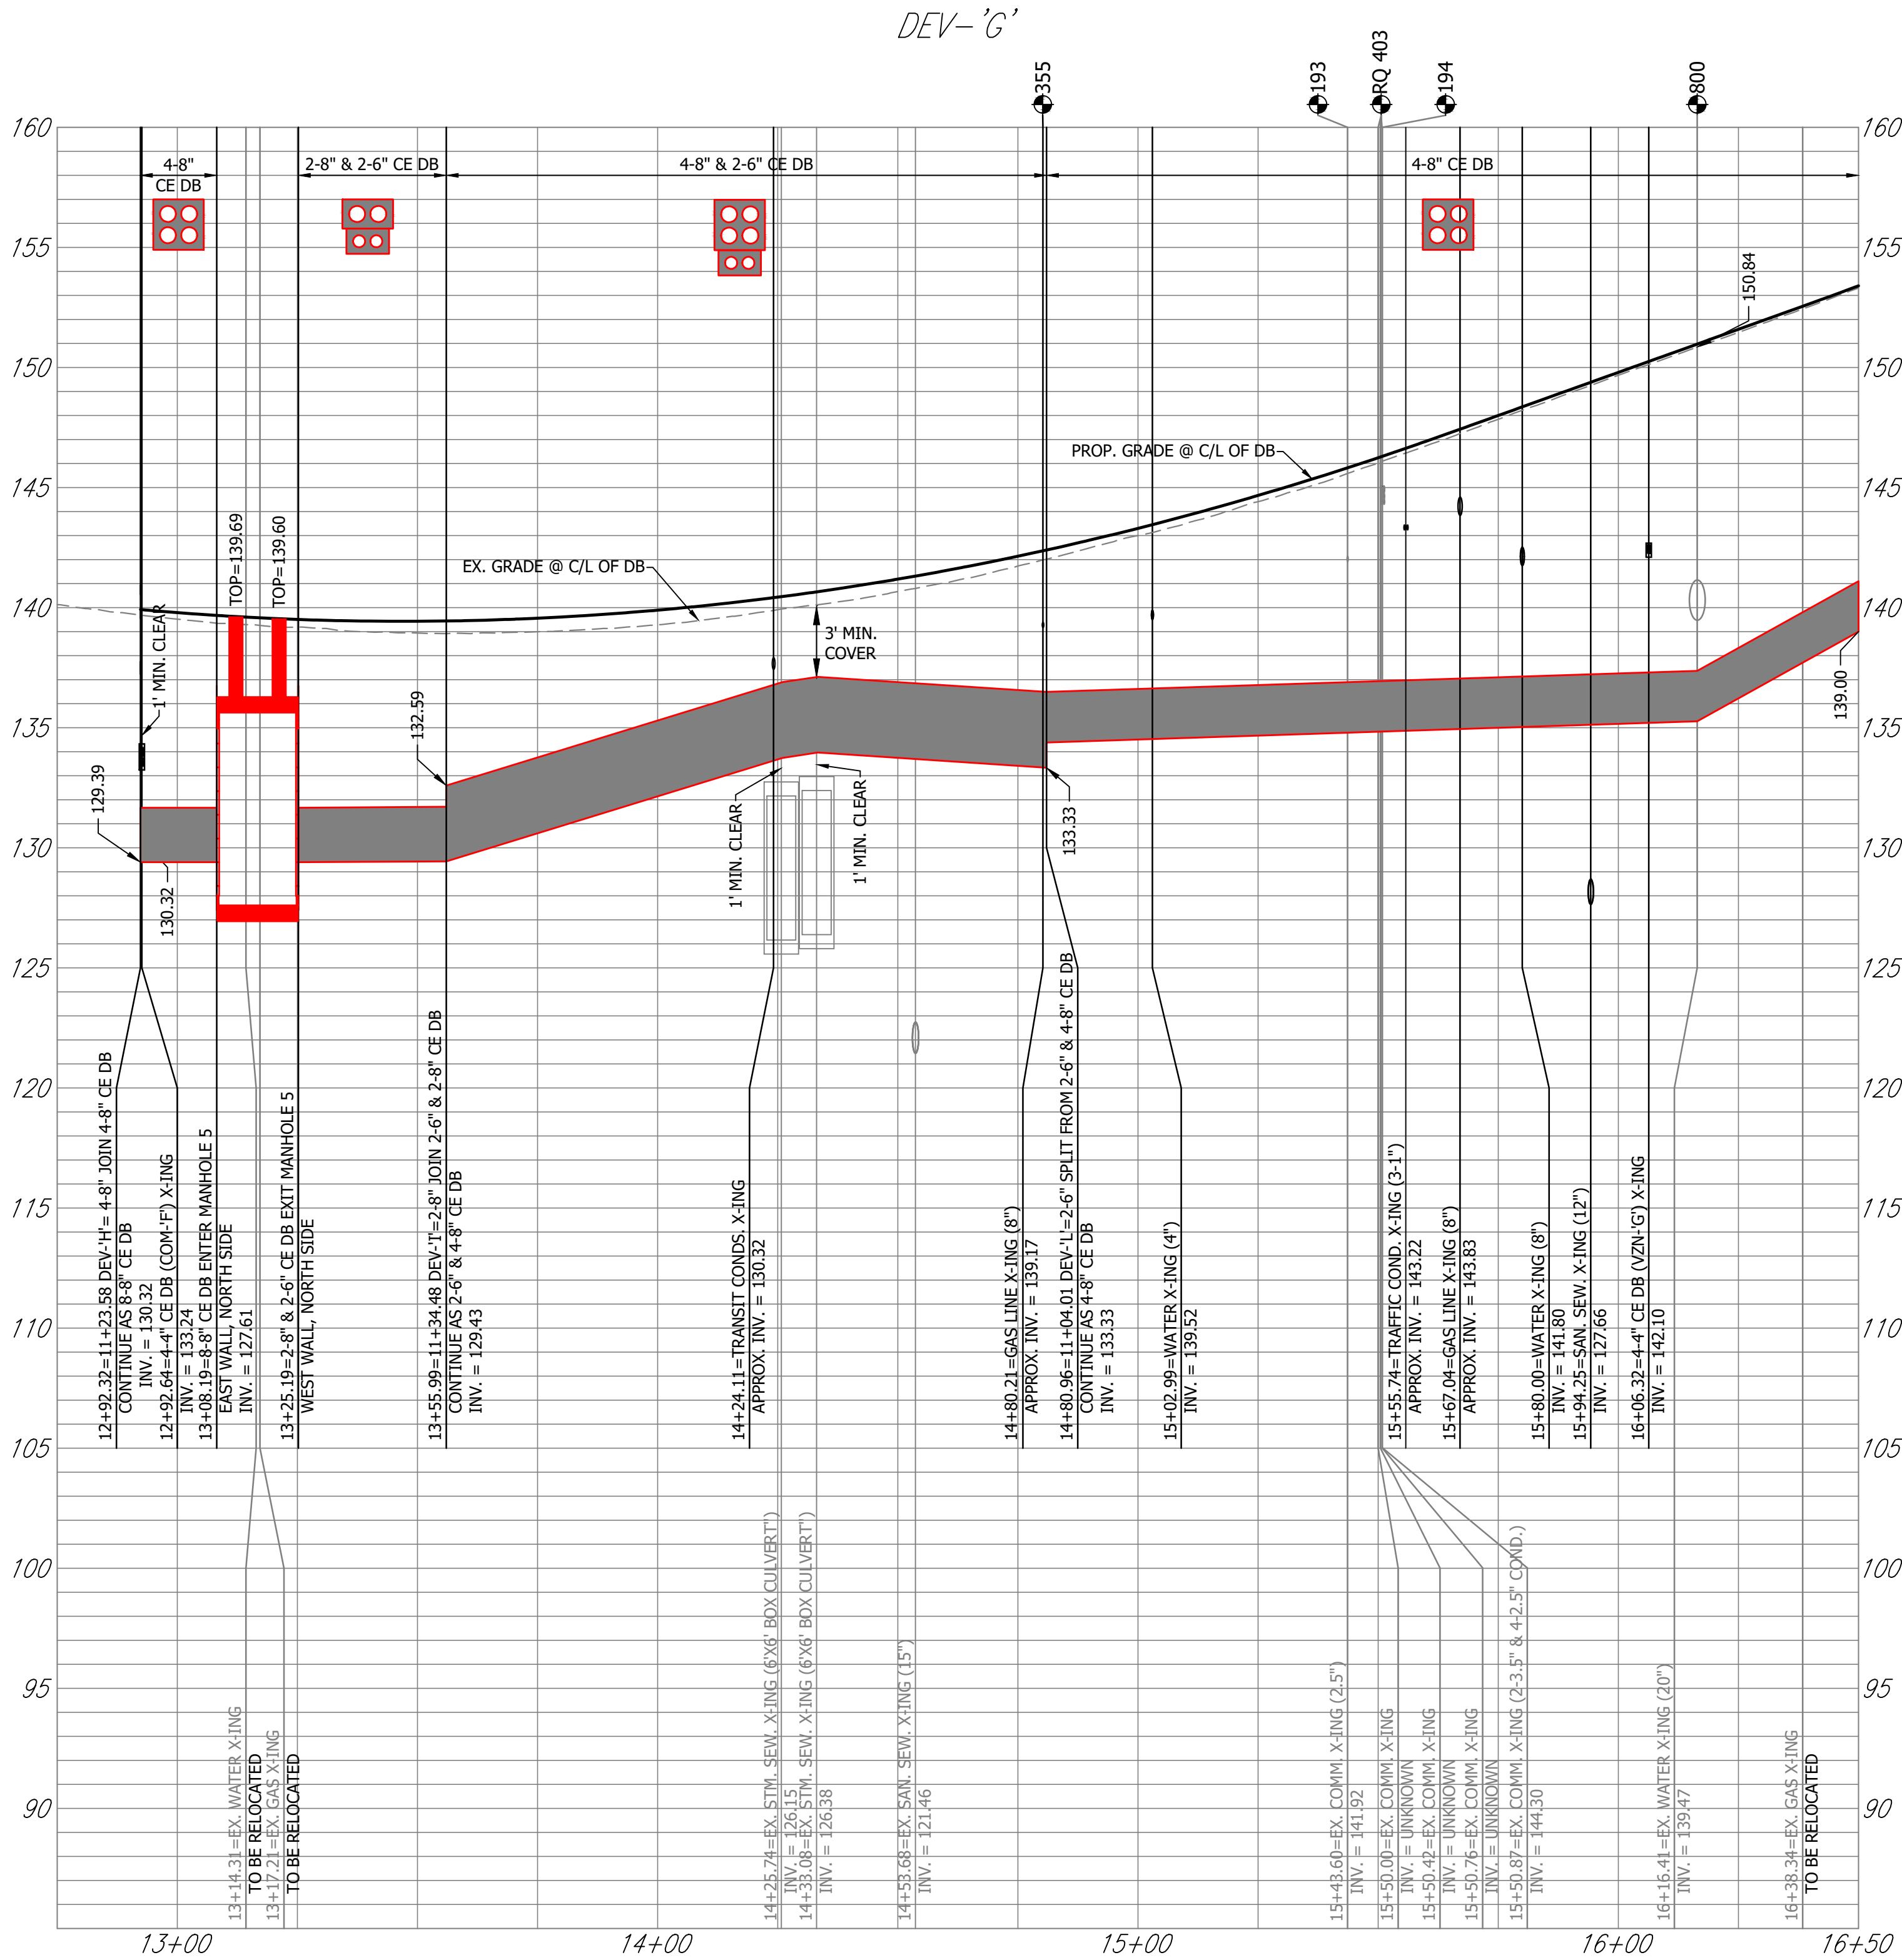 DEV-'G'
355
193
RQ 403
194
800
160
160
4-8"
CE DB
2-8" & 2-6" CE DB
4-8" & 2-6" CE DB
4-8" CE DB
155
155
150.84
150
150
PROP. GRADE @ C/L OF DB
145
145
TOP=139.69
TOP=139.60
EX. GRADE @ C/L OF DB
140
140
1' MIN. CLEAR
3' MIN.
COVER
132.59
139.00
135
135
129.39
1' MIN. CLEAR
1' MIN. CLEAR
133.33
130
130
130.32
125
125
120
120
115
115
110
110
105
105
12+92.32=11+23.58 DEV-'H'= 4-8" JOIN 4-8" CE DB
CONTINUE AS 8-8" CE DB
INV. = 130.32
12+92.64=4-4" CE DB (COM-'F') X-ING
INV. = 133.24
13+08.19=8-8" CE DB ENTER MANHOLE 5
EAST WALL, NORTH SIDE
INV. = 127.61
13+25.19=2-8" & 2-6" CE DB EXIT MANHOLE 5
WEST WALL, NORTH SIDE
13+55.99=11+34.48 DEV-'I'=2-8" JOIN 2-6" & 2-8" CE DB
CONTINUE AS 2-6" & 4-8" CE DB
INV. = 129.43
14+24.11=TRANSIT CONDS. X-ING
APPROX. INV. = 130.32
14+80.21=GAS LINE X-ING (8")
APPROX. INV. = 139.17
14+80.96=11+04.01 DEV-'L'=2-6" SPLIT FROM 2-6" & 4-8" CE DB
CONTINUE AS 4-8" CE DB
INV. = 133.33
15+02.99=WATER X-ING (4")
INV. = 139.52
15+55.74=TRAFFIC COND. X-ING (3-1")
APPROX. INV. = 143.22
15+67.04=GAS LINE X-ING (8")
APPROX. INV. = 143.83
15+80.00=WATER X-ING (8")
INV. = 141.80
15+94.25=SAN. SEW. X-ING (12")
INV. = 127.66
16+06.32=4-4" CE DB (VZN-'G') X-ING
INV. = 142.10
100
100
95
95
90
90
13+14.31=EX. WATER X-ING
TO BE RELOCATED
13+17.21=EX. GAS X-ING
TO BE RELOCATED
14+25.74=EX. STM. SEW. X-ING (6'X6' BOX CULVERT")
INV. = 126.15
14+33.08=EX. STM. SEW. X-ING (6'X6' BOX CULVERT")
INV. = 126.38
14+53.68=EX. SAN. SEW. X-ING (15")
INV. = 121.46
15+43.60=EX. COMM. X-ING (2.5")
INV. = 141.92
15+50.00=EX. COMM. X-ING
INV. = UNKNOWN
15+50.42=EX. COMM. X-ING
INV. = UNKNOWN
15+50.76=EX. COMM. X-ING
INV. = UNKNOWN
15+50.87=EX. COMM. X-ING (2-3.5" & 4-2.5" COND.)
INV. = 144.30
16+16.41=EX. WATER X-ING (20")
INV. = 139.47
16+38.34=EX. GAS X-ING
TO BE RELOCATED
13+00
14+00
15+00
16+00
16+50